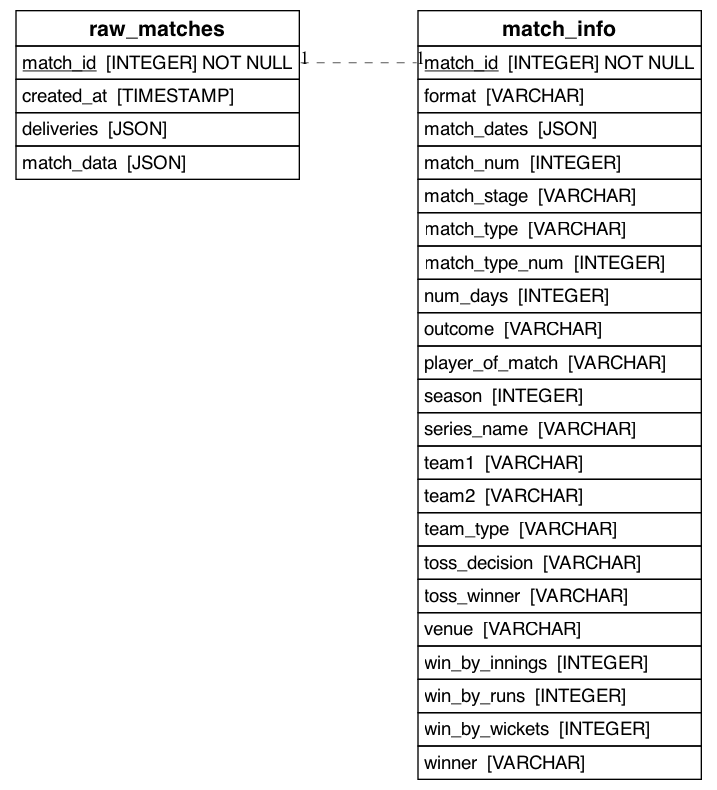 raw_matches
match_id [INTEGER] NOT NULL
created_at [TIMESTAMP]
deliveries [JSON]
match_data [JSON]
1
1
match_info
match_id [INTEGER] NOT NULL
format [VARCHAR]
match_dates [JSON]
match_num [INTEGER]
match_stage [VARCHAR]
match_type [VARCHAR]
match_type_num [INTEGER]
num_days [INTEGER]
outcome [VARCHAR]
player_of_match [VARCHAR]
season [INTEGER]
series_name [VARCHAR]
team1 [VARCHAR]
team2 [VARCHAR]
team_type [VARCHAR]
toss_decision [VARCHAR]
toss_winner [VARCHAR]
venue [VARCHAR]
win_by_innings [INTEGER]
win_by_runs [INTEGER]
win_by_wickets [INTEGER]
winner [VARCHAR]